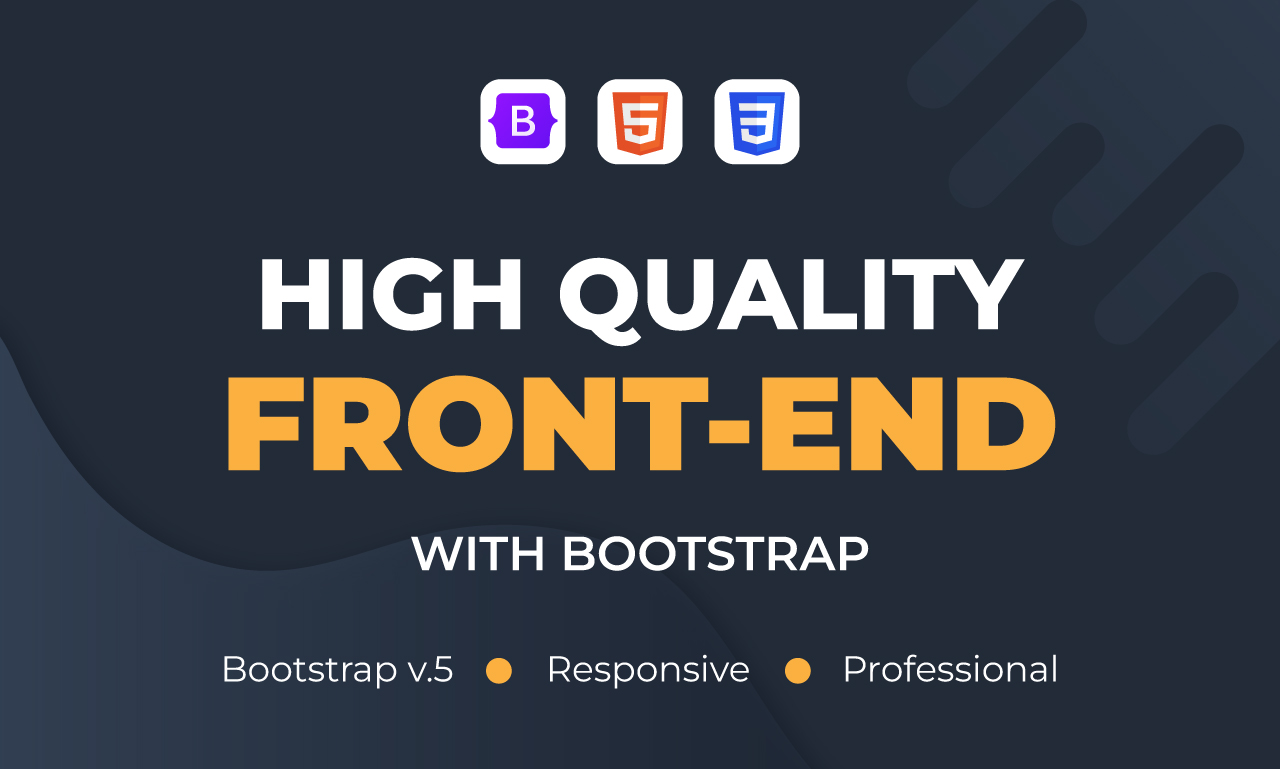 B 5 3
HIGH QUALITY
FRONT-END
WITH BOOTSTRAP
Bootstrap v.5 Responsive Professional